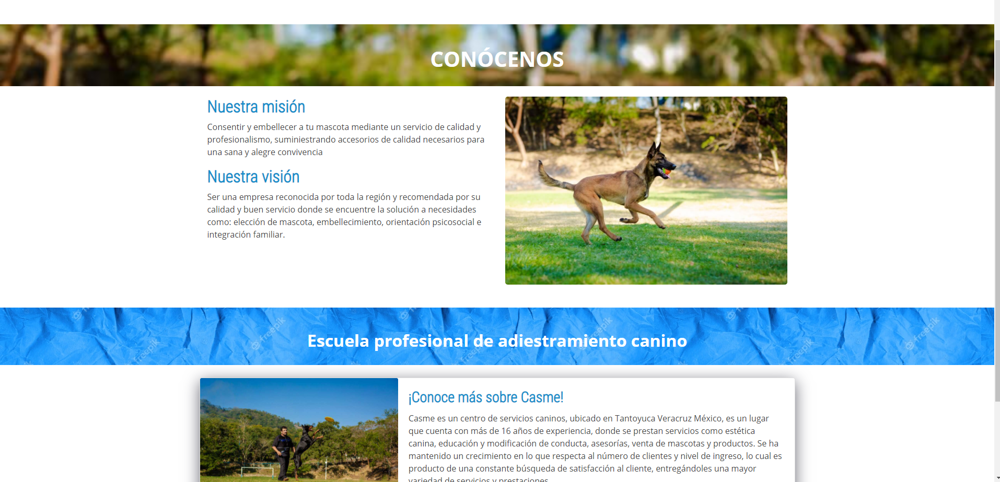 CONÓCENOS
Nuestra misión
Consentir y embellecer a tu mascota mediante un servicio de calidad y
profesionalismo, suminiestrando accesorios de calidad necesarios para
una sana y alegre convivencia
Nuestra visión
Ser una empresa reconocida por toda la región y recomendada por su
calidad y buen servicio donde se encuentre la solución a necesidades
como: elección de mascota, embellecimiento, orientación psicosocial e
integración familiar.
freepik
freepik
freepik
freepik
freepik
Escuela profesional de adiestramiento canino
¡Conoce más sobre Casme!
Casme es un centro de servicios caninos, ubicado en Tantoyuca Veracruz México, es un lugar
que cuenta con más de 16 años de experiencia, donde se prestan servicios como estética
canina, educación y modificación de conducta, asesorías, venta de mascotas y productos. Se ha
mantenido un crecimiento en lo que respecta al número de clientes y nivel de ingreso, lo cual es
producto de una constante búsqueda de satisfacción al cliente, entregándoles una mayor
variedad de servicios y prestaciones